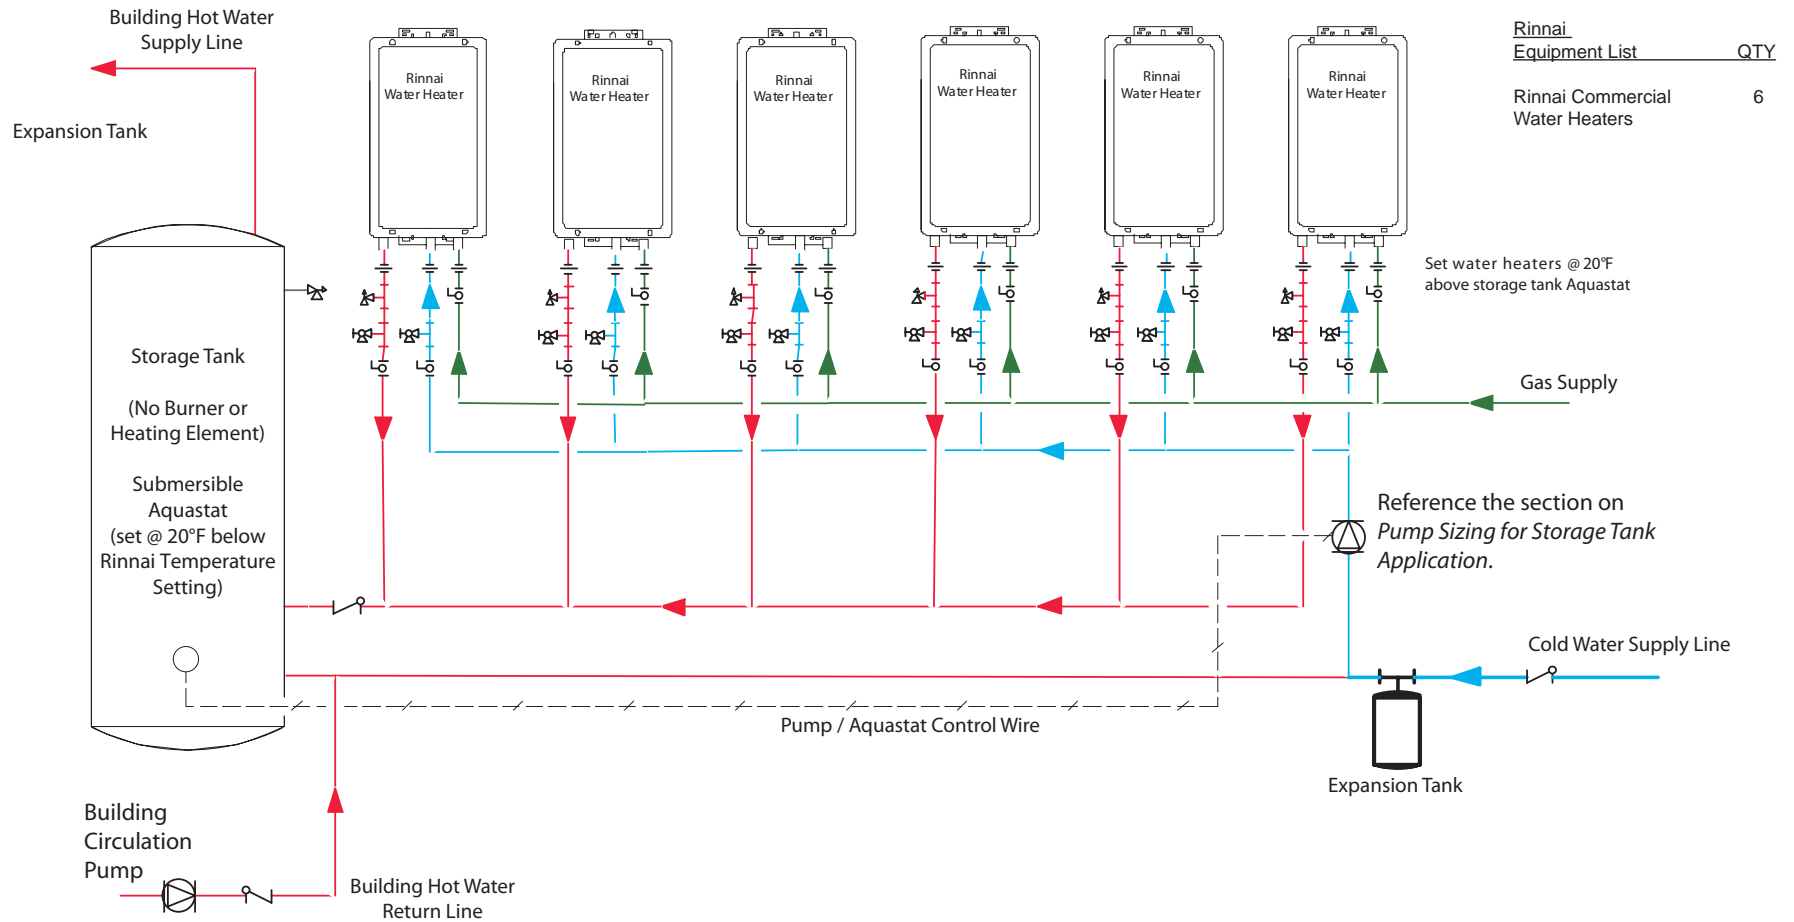 Building Hot Water
Supply Line
Expansion Tank
Rinnai
Water Heater
Rinnai
Water Heater
Rinnai
Water Heater
Rinnai
Water Heater
Rinnai
Water Heater
Rinnai
Water Heater
Rinnai
Equipment List QTY
Rinnai Commercial 6
Water Heaters
Set water heaters @ 20°F
above storage tank Aquastat
Gas Supply
Storage Tank
(No Burner or
Heating Element)
Submersible
Aquastat
(set @ 20°F below
Rinnai Temperature
Setting)
Reference the section on
Pump Sizing for Storage Tank
Application.
Cold Water Supply Line
Pump / Aquastat Control Wire
Expansion Tank
Building
Circulation
Pump
Building Hot Water
Return Line